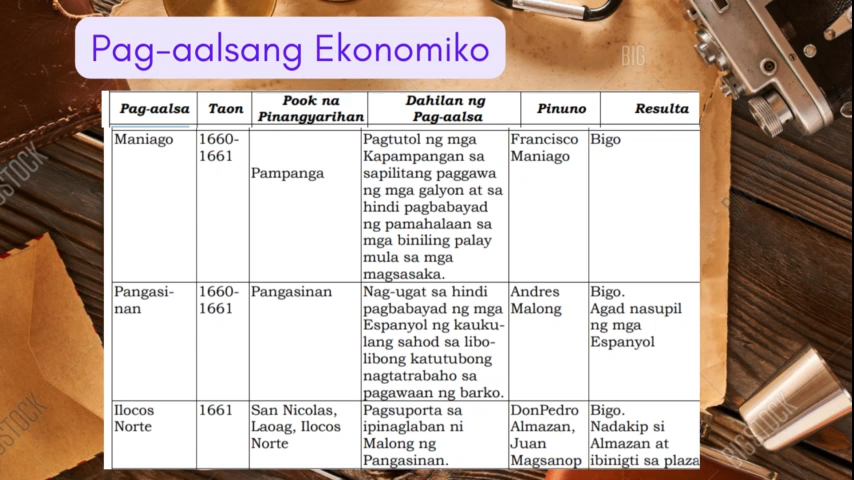 Pag-aalsang Ekonomiko
BIG
Pag-aalsa Taon Pook na Pinangyarihan Dahilan ng Pag-aalsa Pinuno Resulta
Maniago
1660-
1661
Pampanga
Pagtutol ng mga
Kapampangan sa
sapilitang paggawa
ng mga galyon at sa
hindi pagbabayad
ng pamahalaan sa
mga biniling palay
mula sa mga
magsasaka.
Francisco
Maniago
Bigo
Pangasi-
nan
1660-
1661
Pangasinan
Nag-ugat sa hindi
pagbabayad ng mga
Espanyol ng kauku-
lang sahod sa libo-
libong katutubong
nagtatrabaho sa
pagawaan ng barko.
Andres
Malong
Bigo.
Agad nasupil
ng mga
Espanyol
Ilocos
Norte
1661
San Nicolas,
Laoag, Ilocos
Norte
Pagsuporta sa
ipinaglaban ni
Malong ng
Pangasinan.
DonPedro
Almazan,
Juan
Magsanop
Bigo.
Nadakip si
Almazan at
ibinigti sa plaza
BIGSTOCK